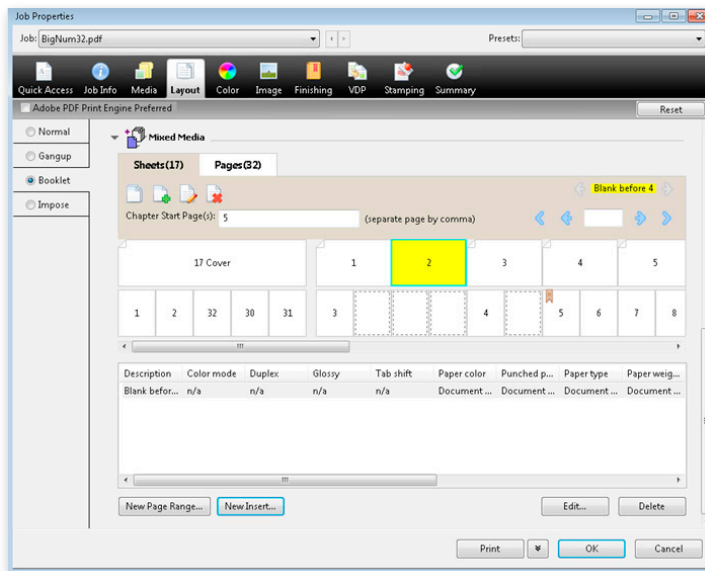 Job Properties
Job: BigNum32.pdf Presets:
Quick Access Job Info Media Layout Color Image Finishing VDP Stamping Summary
Adobe PDF Print Engine Preferred Reset
Normal
Gangup
Booklet
Impose
Mixed Media
Sheets(17) Pages(32)
Blank before 4
Chapter Start Page(s): 5 (separate page by comma)
17 Cover 1 2 3 4 5
1 2 32 30 31 3 4 5 6 7 8
Description Color mode Duplex Glossy Tab shift Paper color Punched p... Paper type Paper weig...
Blank befor... n/a n/a n/a n/a Document ... Document ... Document ... Document ...
New Page Range... New Insert... Edit... Delete
Print OK Cancel